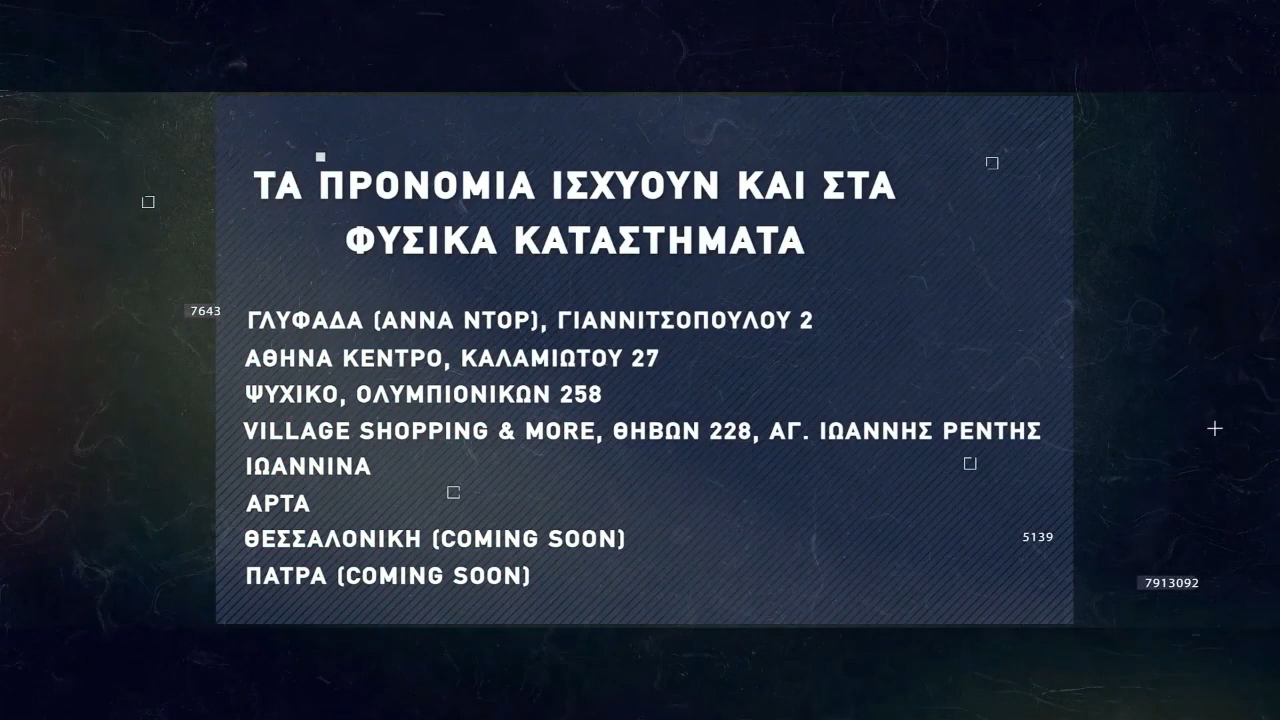 ΤΑ ΠΡΟΝΟΜΙΑ ΙΣΧΥΟΥΝ ΚΑΙ ΣΤΑ
ΦΥΣΙΚΑ ΚΑΤΑΣΤΗΜΑΤΑ
7643
ΓΛΥΦΑΔΑ (ΑΝΝΑ ΝΤΟΡ), ΓΙΑΝΝΙΤΣΟΠΟΥΛΟΥ 2
ΑΘΗΝΑ ΚΕΝΤΡΟ, ΚΑΛΑΜΙΩΤΟΥ 27
ΨΥΧΙΚΟ, ΟΛΥΜΠΙΟΝΙΚΩΝ 258
VILLAGE SHOPPING & MORE, ΘΗΒΩΝ 228, ΑΓ. ΙΩΑΝΝΗΣ ΡΕΝΤΗΣ
ΙΩΑΝΝΙΝΑ
ΑΡΤΑ
ΘΕΣΣΑΛΟΝΙΚΗ (COMING SOON)
5139
ΠΑΤΡΑ (COMING SOON)
7913092